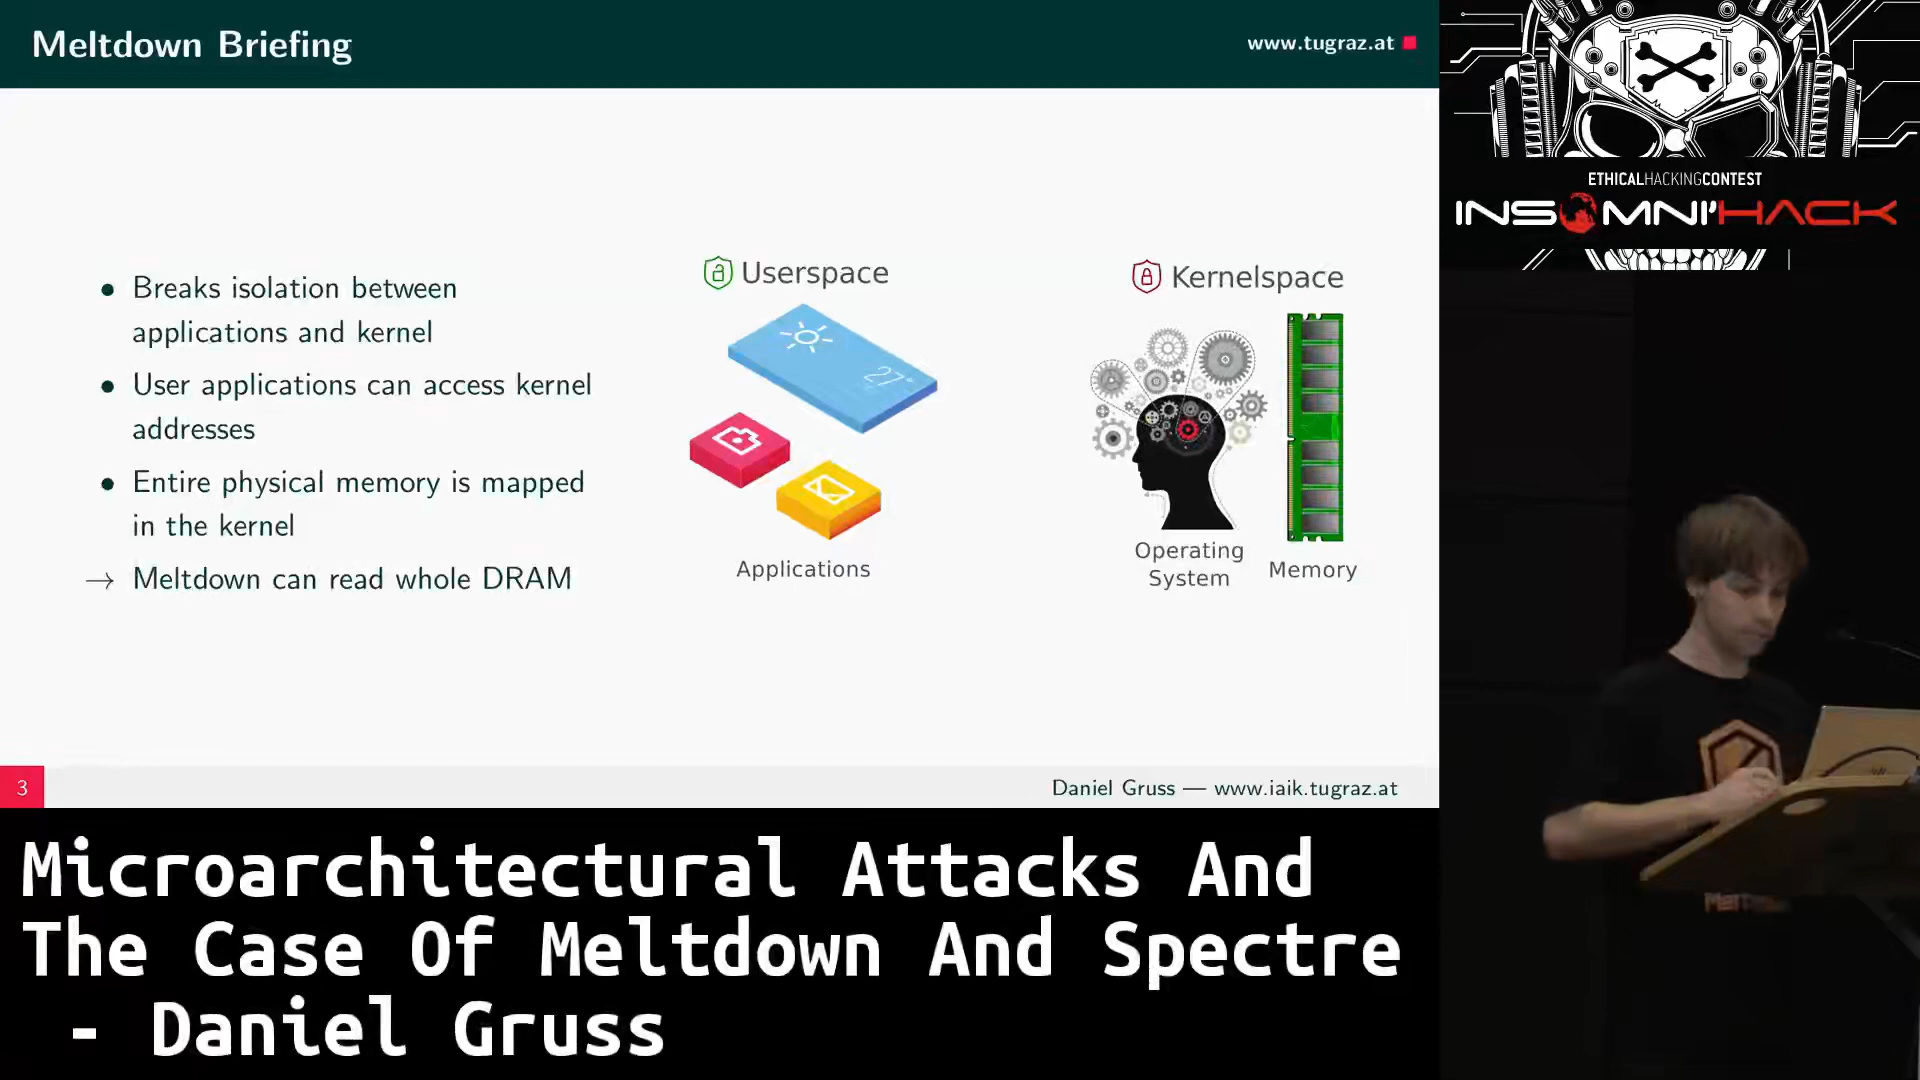 Meltdown Briefing
www.tugraz.at
ETHICALHACKINGCONTEST
INSOMNI'HACK
Userspace
Kernelspace
• Breaks isolation between
applications and kernel
• User applications can access kernel
addresses
• Entire physical memory is mapped
in the kernel
→ Meltdown can read whole DRAM
27°
Applications
Operating
System
Memory
3
Daniel Gruss — www.iaik.tugraz.at
Microarchitectural Attacks And
The Case Of Meltdown And Spectre
- Daniel Gruss